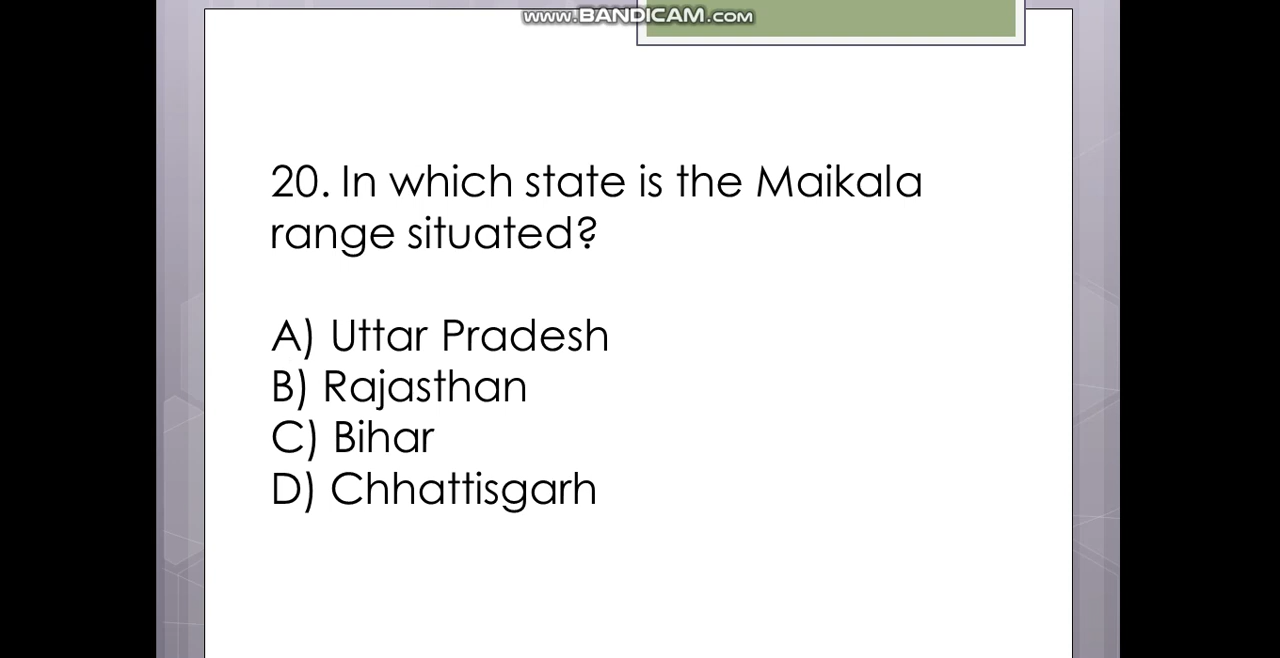 www.BANDICAM.com
20. In which state is the Maikala
range situated?
A) Uttar Pradesh
B) Rajasthan
C) Bihar
D) Chhattisgarh